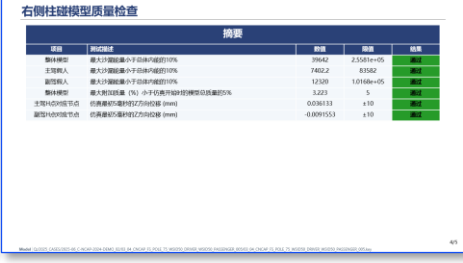 右侧柱碰模型质量检查
摘要
项目 测试描述 数值 限值 结果
整体模型 最大沙漏能量小于总体内能的10% 39642 2.5581e+05 通过
主驾假人 最大沙漏能量小于总体内能的10% 7402.2 83582 通过
副驾假人 最大沙漏能量小于总体内能的10% 12320 1.0168e+05 通过
整体模型 最大附加质量（%）小于仿真开始时的模型总质量的5% 3.223 5 通过
主驾H点对应节点 仿真最初5毫秒的Z方向位移 (mm) 0.036133 ±10 通过
副驾H点对应节点 仿真最初5毫秒的Z方向位移 (mm) -0.0091553 ±10 通过
4/5